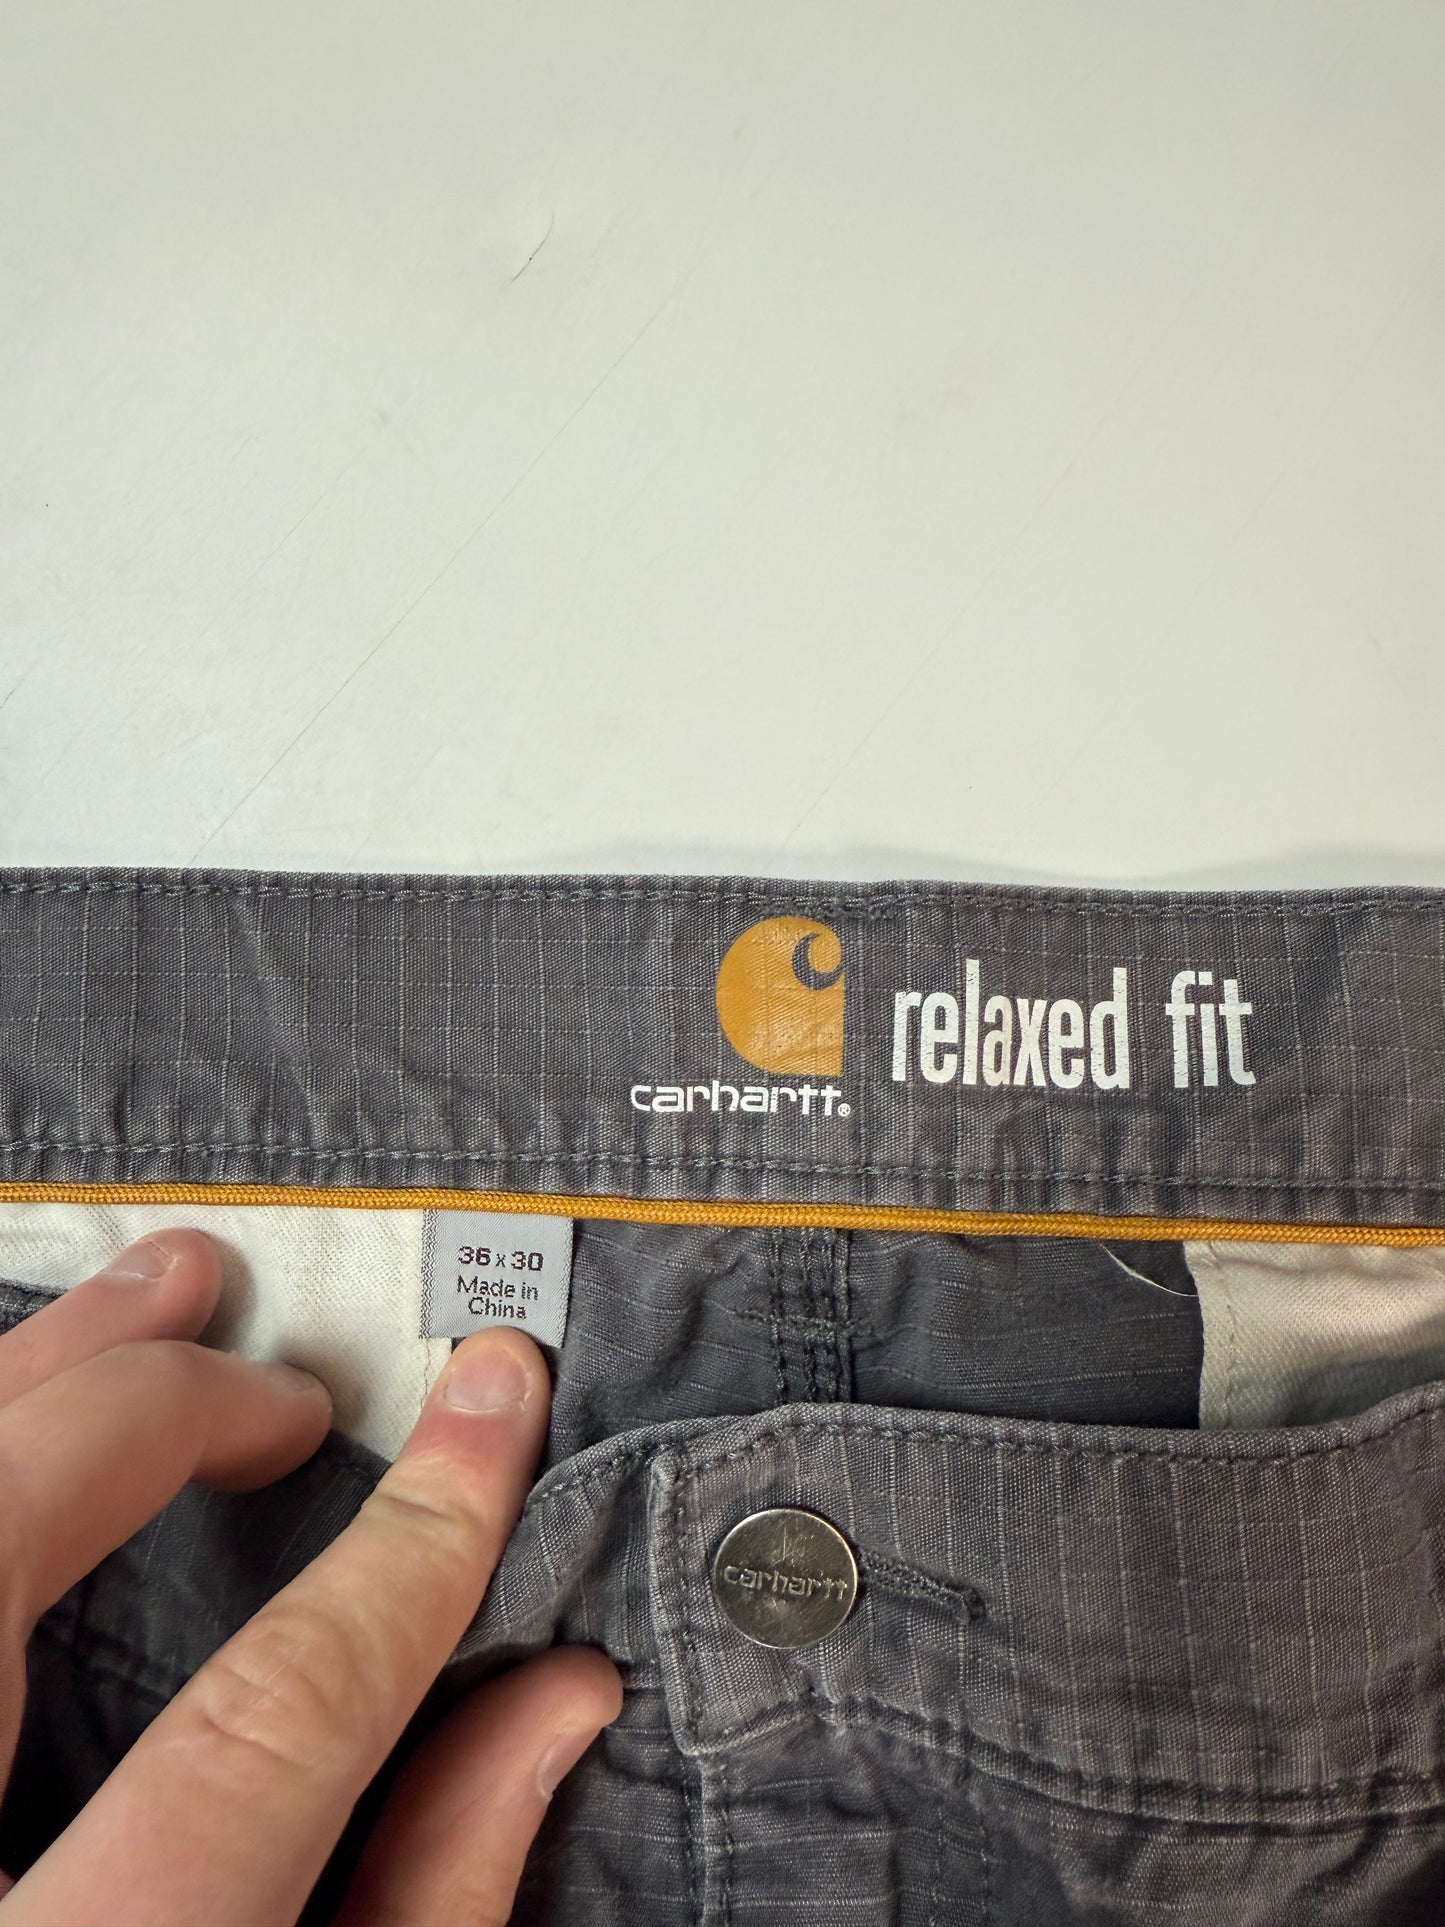 carhartt®
relaxed fit
36 x 30
Made in
China
carhartt